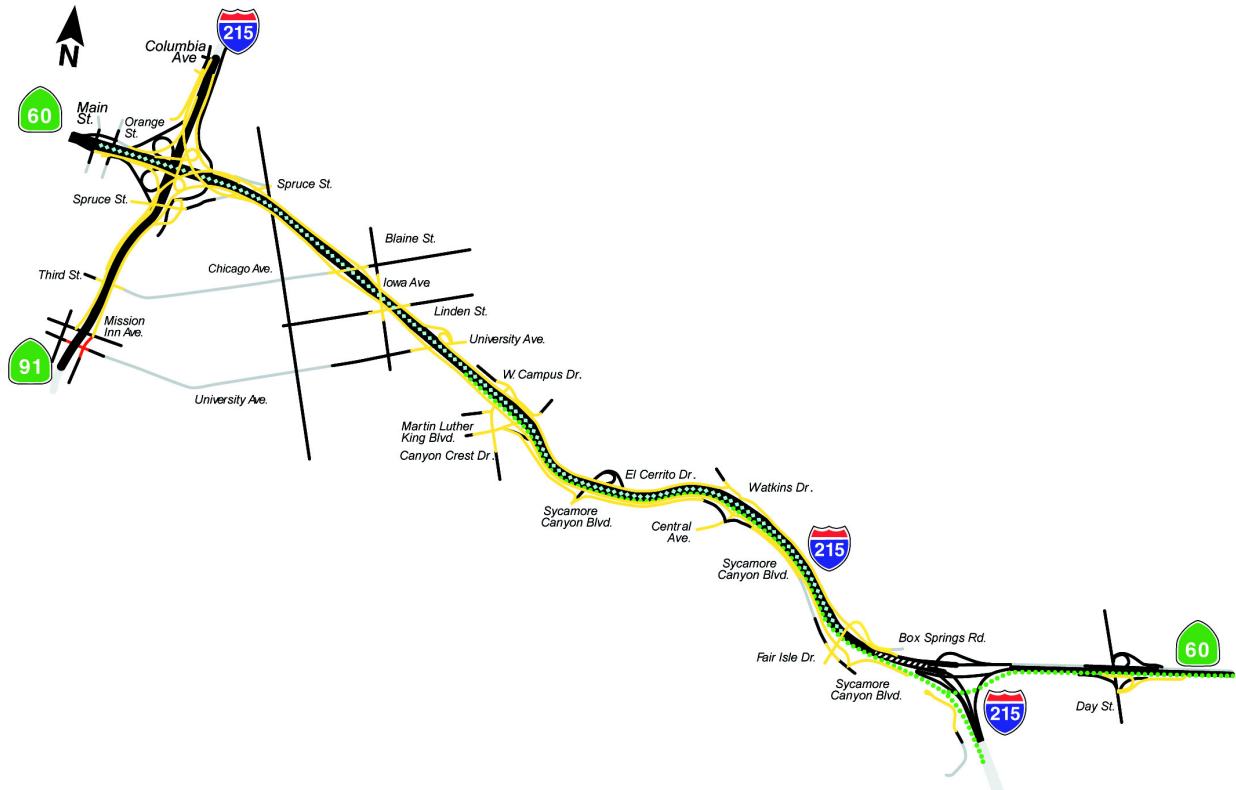 215
Columbia
Ave
N
60
Main
St.
Orange
St.
Spruce St.
Spruce St.
Blaine St.
Third St.
Chicago Ave.
Iowa Ave
Linden St.
Mission
Inn Ave.
University Ave.
91
W. Campus Dr.
University Ave.
Martin Luther
King Blvd.
Canyon Crest Dr.
El Cerrito Dr.
Watkins Dr.
Sycamore
Canyon Blvd.
Central
Ave.
215
Sycamore
Canyon Blvd.
Box Springs Rd.
60
Fair Isle Dr.
Sycamore
Canyon Blvd.
215
Day St.